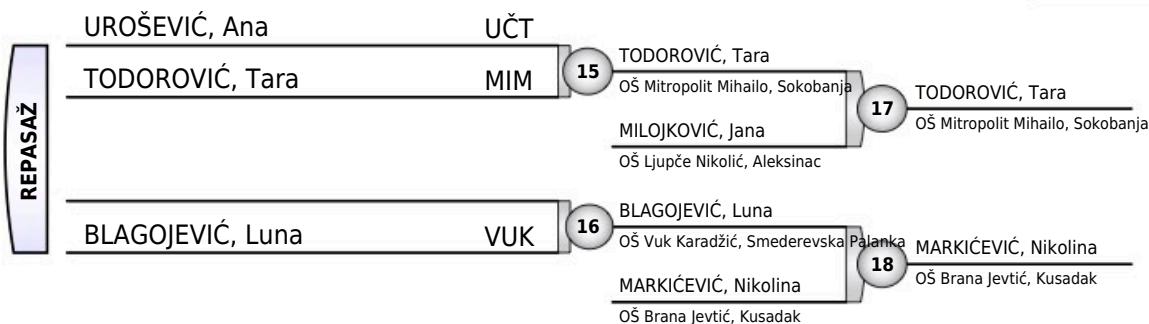 REPASAŽ
UROŠEVIĆ, Ana UČT
TODOROVIĆ, Tara MIM
15
TODOROVIĆ, Tara
OŠ Mitropolit Mihailo, Sokobanja
MILOJKOVIĆ, Jana
OŠ Ljupče Nikolić, Aleksinac
17
TODOROVIĆ, Tara
OŠ Mitropolit Mihailo, Sokobanja
BLAGOJEVIĆ, Luna VUK
16
BLAGOJEVIĆ, Luna
OŠ Vuk Karadžić, Smederevska Palanka
MARKIĆEVIĆ, Nikolina
OŠ Brana Jevtić, Kusadak
18
MARKIĆEVIĆ, Nikolina
OŠ Brana Jevtić, Kusadak